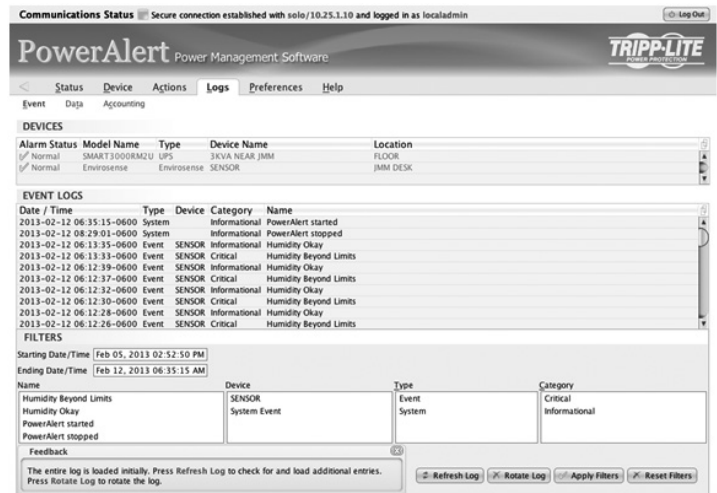 Communications Status Secure connection established with solo/10.25.1.10 and logged in as localadmin Log Out
PowerAlert Power Management Software
TRIPP·LITE
POWER PROTECTION
Status Device Actions Logs Preferences Help
Event Data Accounting
DEVICES
Alarm Status Model Name Type Device Name Location
Normal SMART3000RM2U UPS 3KVA NEAR JMM FLOOR
Normal Envirosense Envirosense SENSOR JMM DESK
EVENT LOGS
Date / Time Type Device Category Name
2013-02-12 06:35:15-0600 System Informational PowerAlert started
2013-02-12 08:29:01-0600 System Informational PowerAlert stopped
2013-02-12 06:13:35-0600 Event SENSOR Informational Humidity Okay
2013-02-12 06:13:33-0600 Event SENSOR Critical Humidity Beyond Limits
2013-02-12 06:12:39-0600 Event SENSOR Informational Humidity Okay
2013-02-12 06:12:37-0600 Event SENSOR Critical Humidity Beyond Limits
2013-02-12 06:12:32-0600 Event SENSOR Informational Humidity Okay
2013-02-12 06:12:30-0600 Event SENSOR Critical Humidity Beyond Limits
2013-02-12 06:12:28-0600 Event SENSOR Informational Humidity Okay
2013-02-12 06:12:26-0600 Event SENSOR Critical Humidity Beyond Limits
FILTERS
Starting Date/Time Feb 05, 2013 02:52:50 PM
Ending Date/Time Feb 12, 2013 06:35:15 AM
Name Device Type Category
Humidity Beyond Limits SENSOR Event Critical
Humidity Okay System Event System Informational
PowerAlert started
PowerAlert stopped
Feedback
The entire log is loaded initially. Press Refresh Log to check for and load additional entries.
Press Rotate Log to rotate the log.
Refresh Log Rotate Log Apply Filters Reset Filters